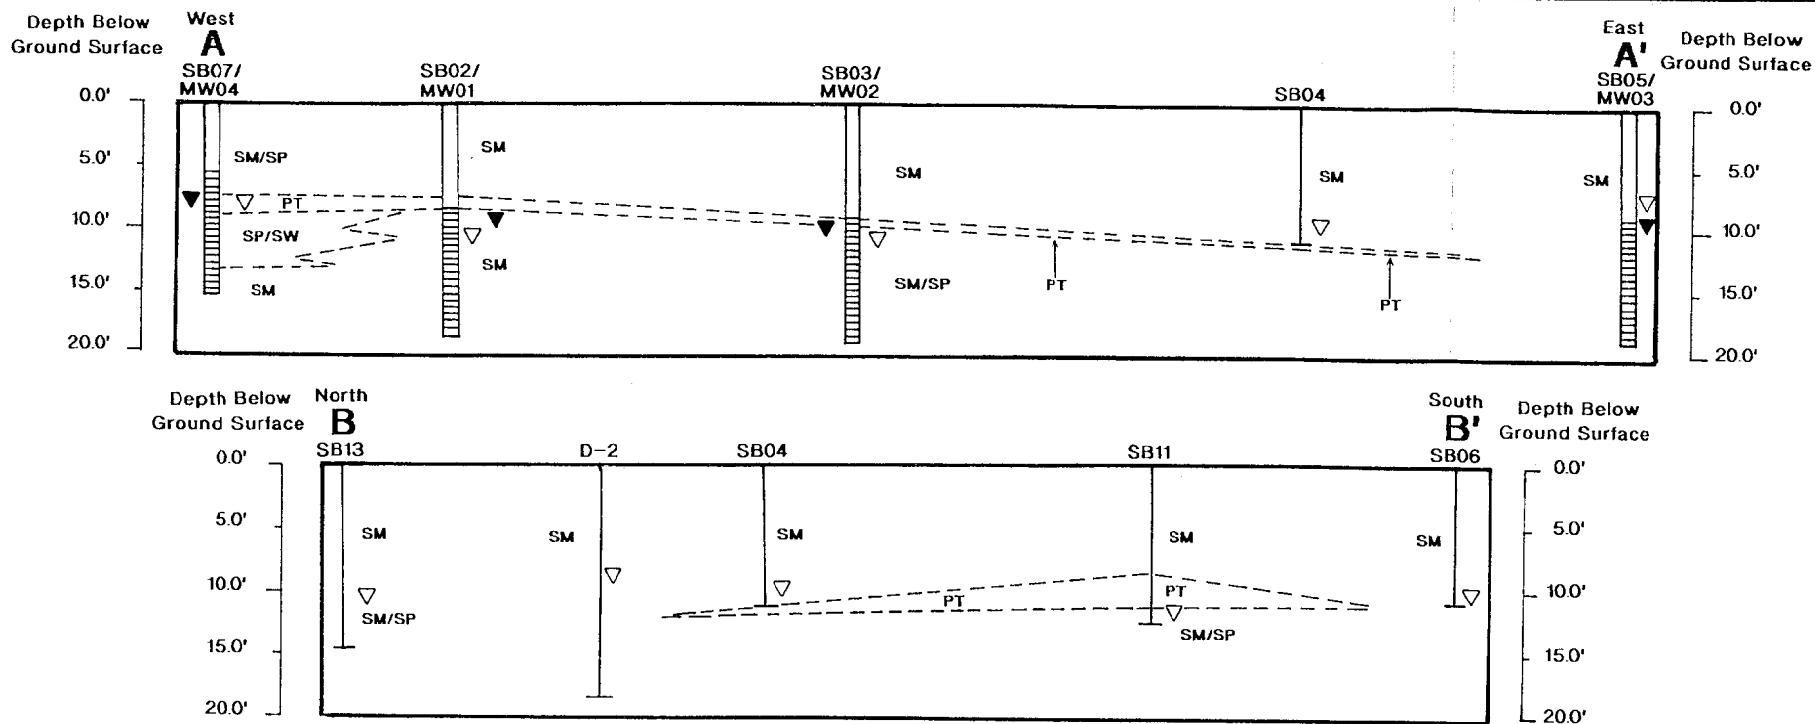 Depth Below
Ground Surface
West
A
East
A'
Depth Below
Ground Surface
SB07/
MW04
SB02/
MW01
SB03/
MW02
SB04
SB05/
MW03
0.0'
5.0'
10.0'
15.0'
20.0'
SM/SP
PT
SP/SW
SM
SM
SM
SM
SM/SP
PT
SM
PT
SM
0.0'
5.0'
10.0'
15.0'
20.0'
Depth Below
Ground Surface
North
B
South
B'
Depth Below
Ground Surface
SB13
D-2
SB04
SB11
SB06
0.0'
5.0'
10.0'
15.0'
20.0'
SM
SM/SP
SM
SM
PT
SM
PT
SM/SP
SM
0.0'
5.0'
10.0'
15.0'
20.0'